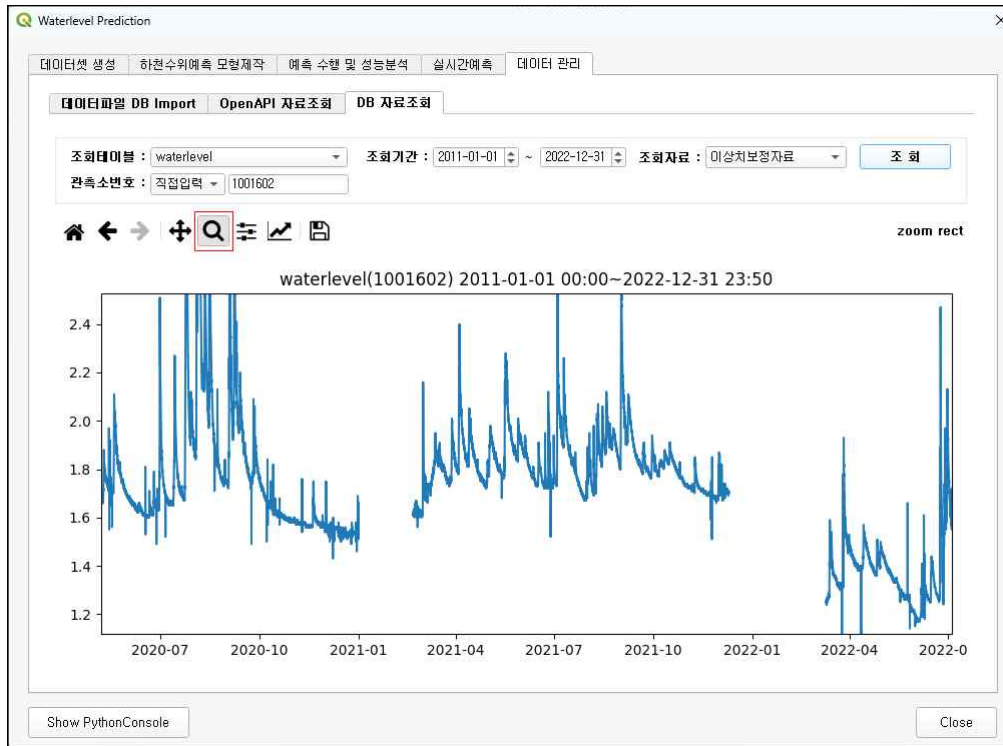 Waterlevel Prediction
데이터셋 생성 하천수위예측 모형제작 예측 수행 및 성능분석 실시간예측 데이터 관리
데이터파일 DB Import OpenAPI 자료조회 DB 자료조회
조회테이블 : waterlevel 조회기간 : 2011-01-01 ~ 2022-12-31 조회자료 : 이상치보정자료 조 회
관측소번호 : 직접입력 1001602
zoom rect
waterlevel(1001602) 2011-01-01 00:00~2022-12-31 23:50
2.4
2.2
2.0
1.8
1.6
1.4
1.2
2020-07 2020-10 2021-01 2021-04 2021-07 2021-10 2022-01 2022-04 2022-0
Show PythonConsole Close